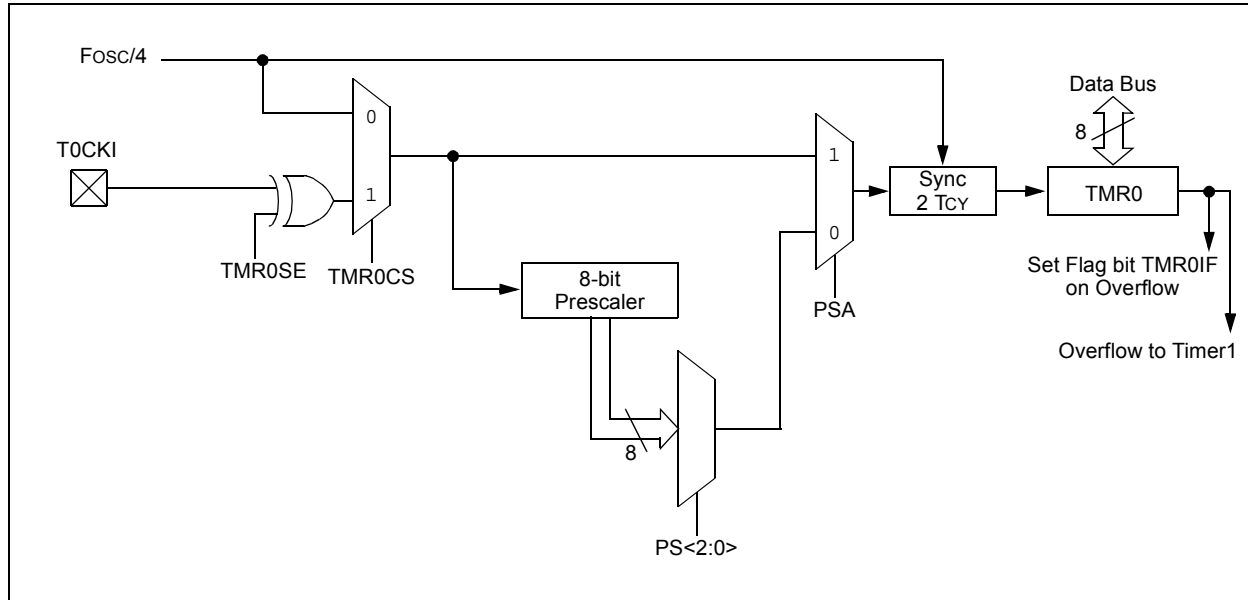 FOSC/4
Data Bus
8
T0CKI
0
1
1
0
Sync
2 TCY
TMR0
TMR0SE
TMR0CS
8-bit
Prescaler
PSA
Set Flag bit TMR0IF
on Overflow
Overflow to Timer1
8
PS<2:0>